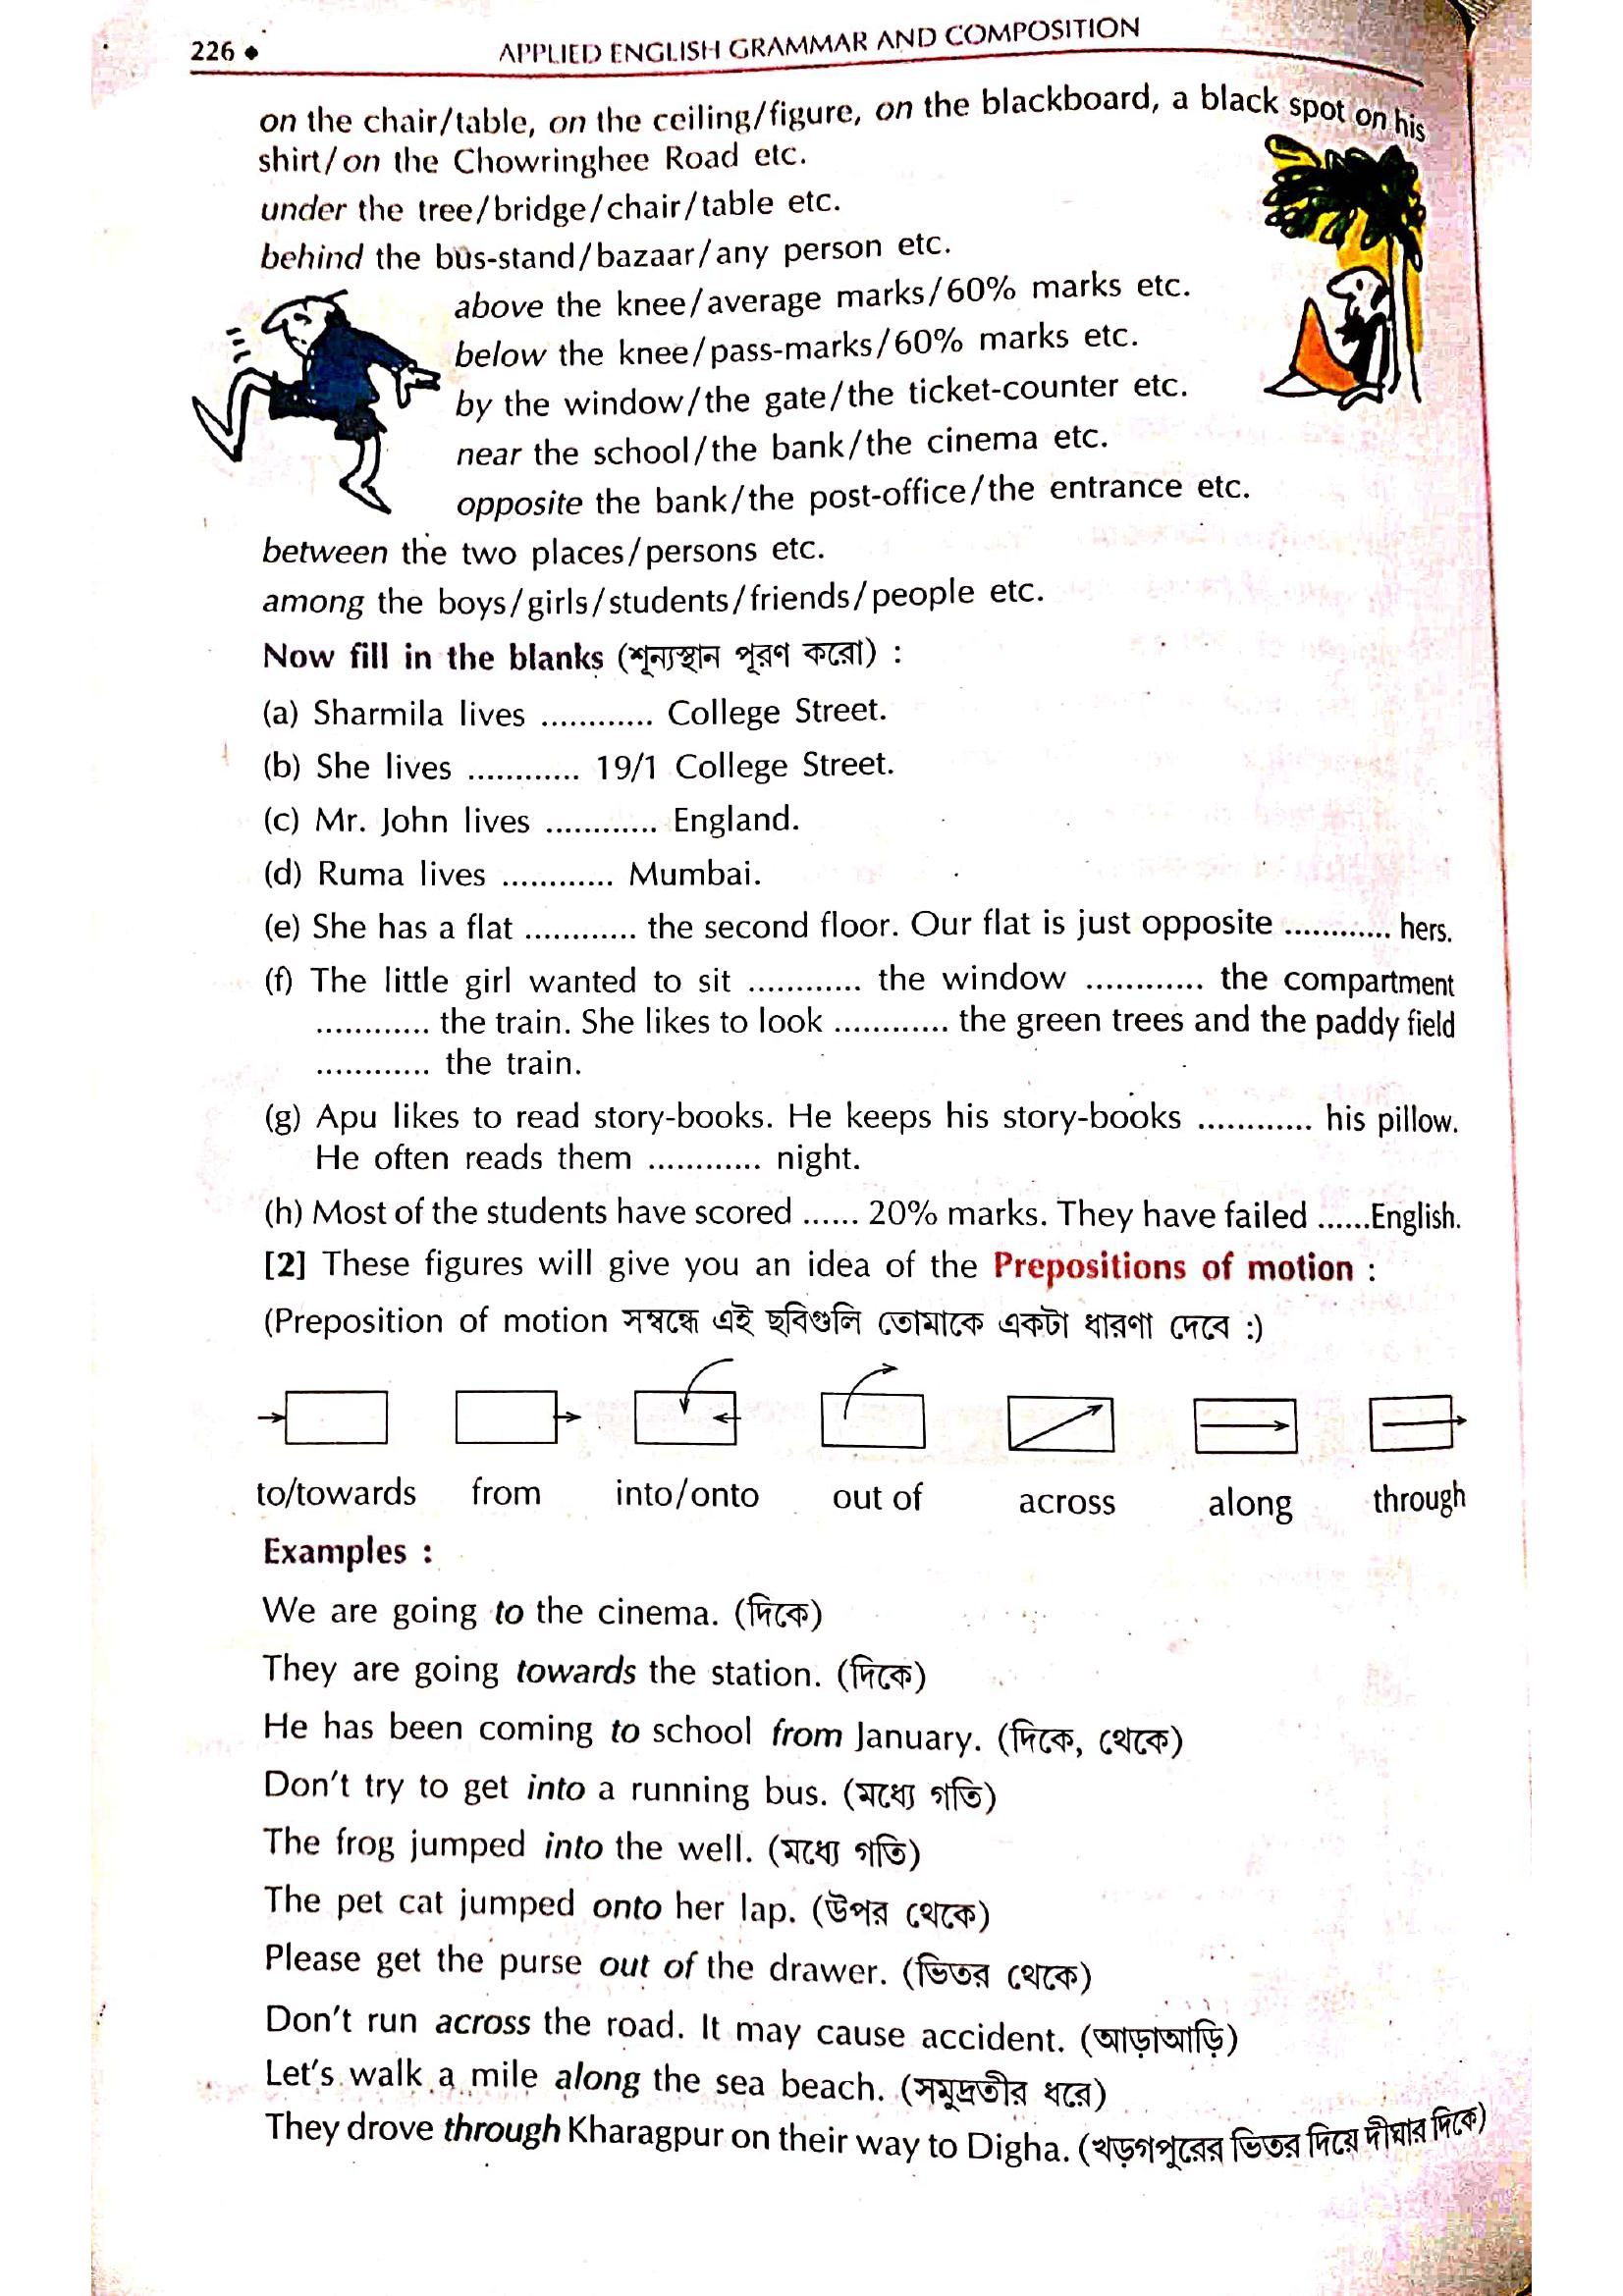 226 ◆ APPLIED ENGLISH GRAMMAR AND COMPOSITION
on the chair/table, on the ceiling/figure, on the blackboard, a black spot on his
shirt/on the Chowringhee Road etc.
under the tree/bridge/chair/table etc.
behind the bus-stand/bazaar/any person etc.
above the knee/average marks/60% marks etc.
below the knee/pass-marks/60% marks etc.
by the window/the gate/the ticket-counter etc.
near the school/the bank/the cinema etc.
opposite the bank/the post-office/the entrance etc.
between the two places/persons etc.
among the boys/girls/students/friends/people etc.
Now fill in the blanks (শূন্যস্থান পূরণ করো) :
(a) Sharmila lives ............ College Street.
(b) She lives ............ 19/1 College Street.
(c) Mr. John lives ............ England.
(d) Ruma lives ............ Mumbai.
(e) She has a flat ............ the second floor. Our flat is just opposite ............ hers.
(f) The little girl wanted to sit ............ the window ............ the compartment
............ the train. She likes to look ............ the green trees and the paddy field
............ the train.
(g) Apu likes to read story-books. He keeps his story-books ............ his pillow.
He often reads them ............ night.
(h) Most of the students have scored ...... 20% marks. They have failed ......English.
[2] These figures will give you an idea of the Prepositions of motion :
(Preposition of motion সম্বন্ধে এই ছবিগুলি তোমাকে একটা ধারণা দেবে :)
to/towards from into/onto out of across along through
Examples :
We are going to the cinema. (দিকে)
They are going towards the station. (দিকে)
He has been coming to school from January. (দিকে, থেকে)
Don't try to get into a running bus. (মধ্যে গতি)
The frog jumped into the well. (মধ্যে গতি)
The pet cat jumped onto her lap. (উপর থেকে)
Please get the purse out of the drawer. (ভিতর থেকে)
Don't run across the road. It may cause accident. (আড়াআড়ি)
Let's walk a mile along the sea beach. (সমুদ্রতীর ধরে)
They drove through Kharagpur on their way to Digha. (খড়গপুরের ভিতর দিয়ে দীঘার দিকে)